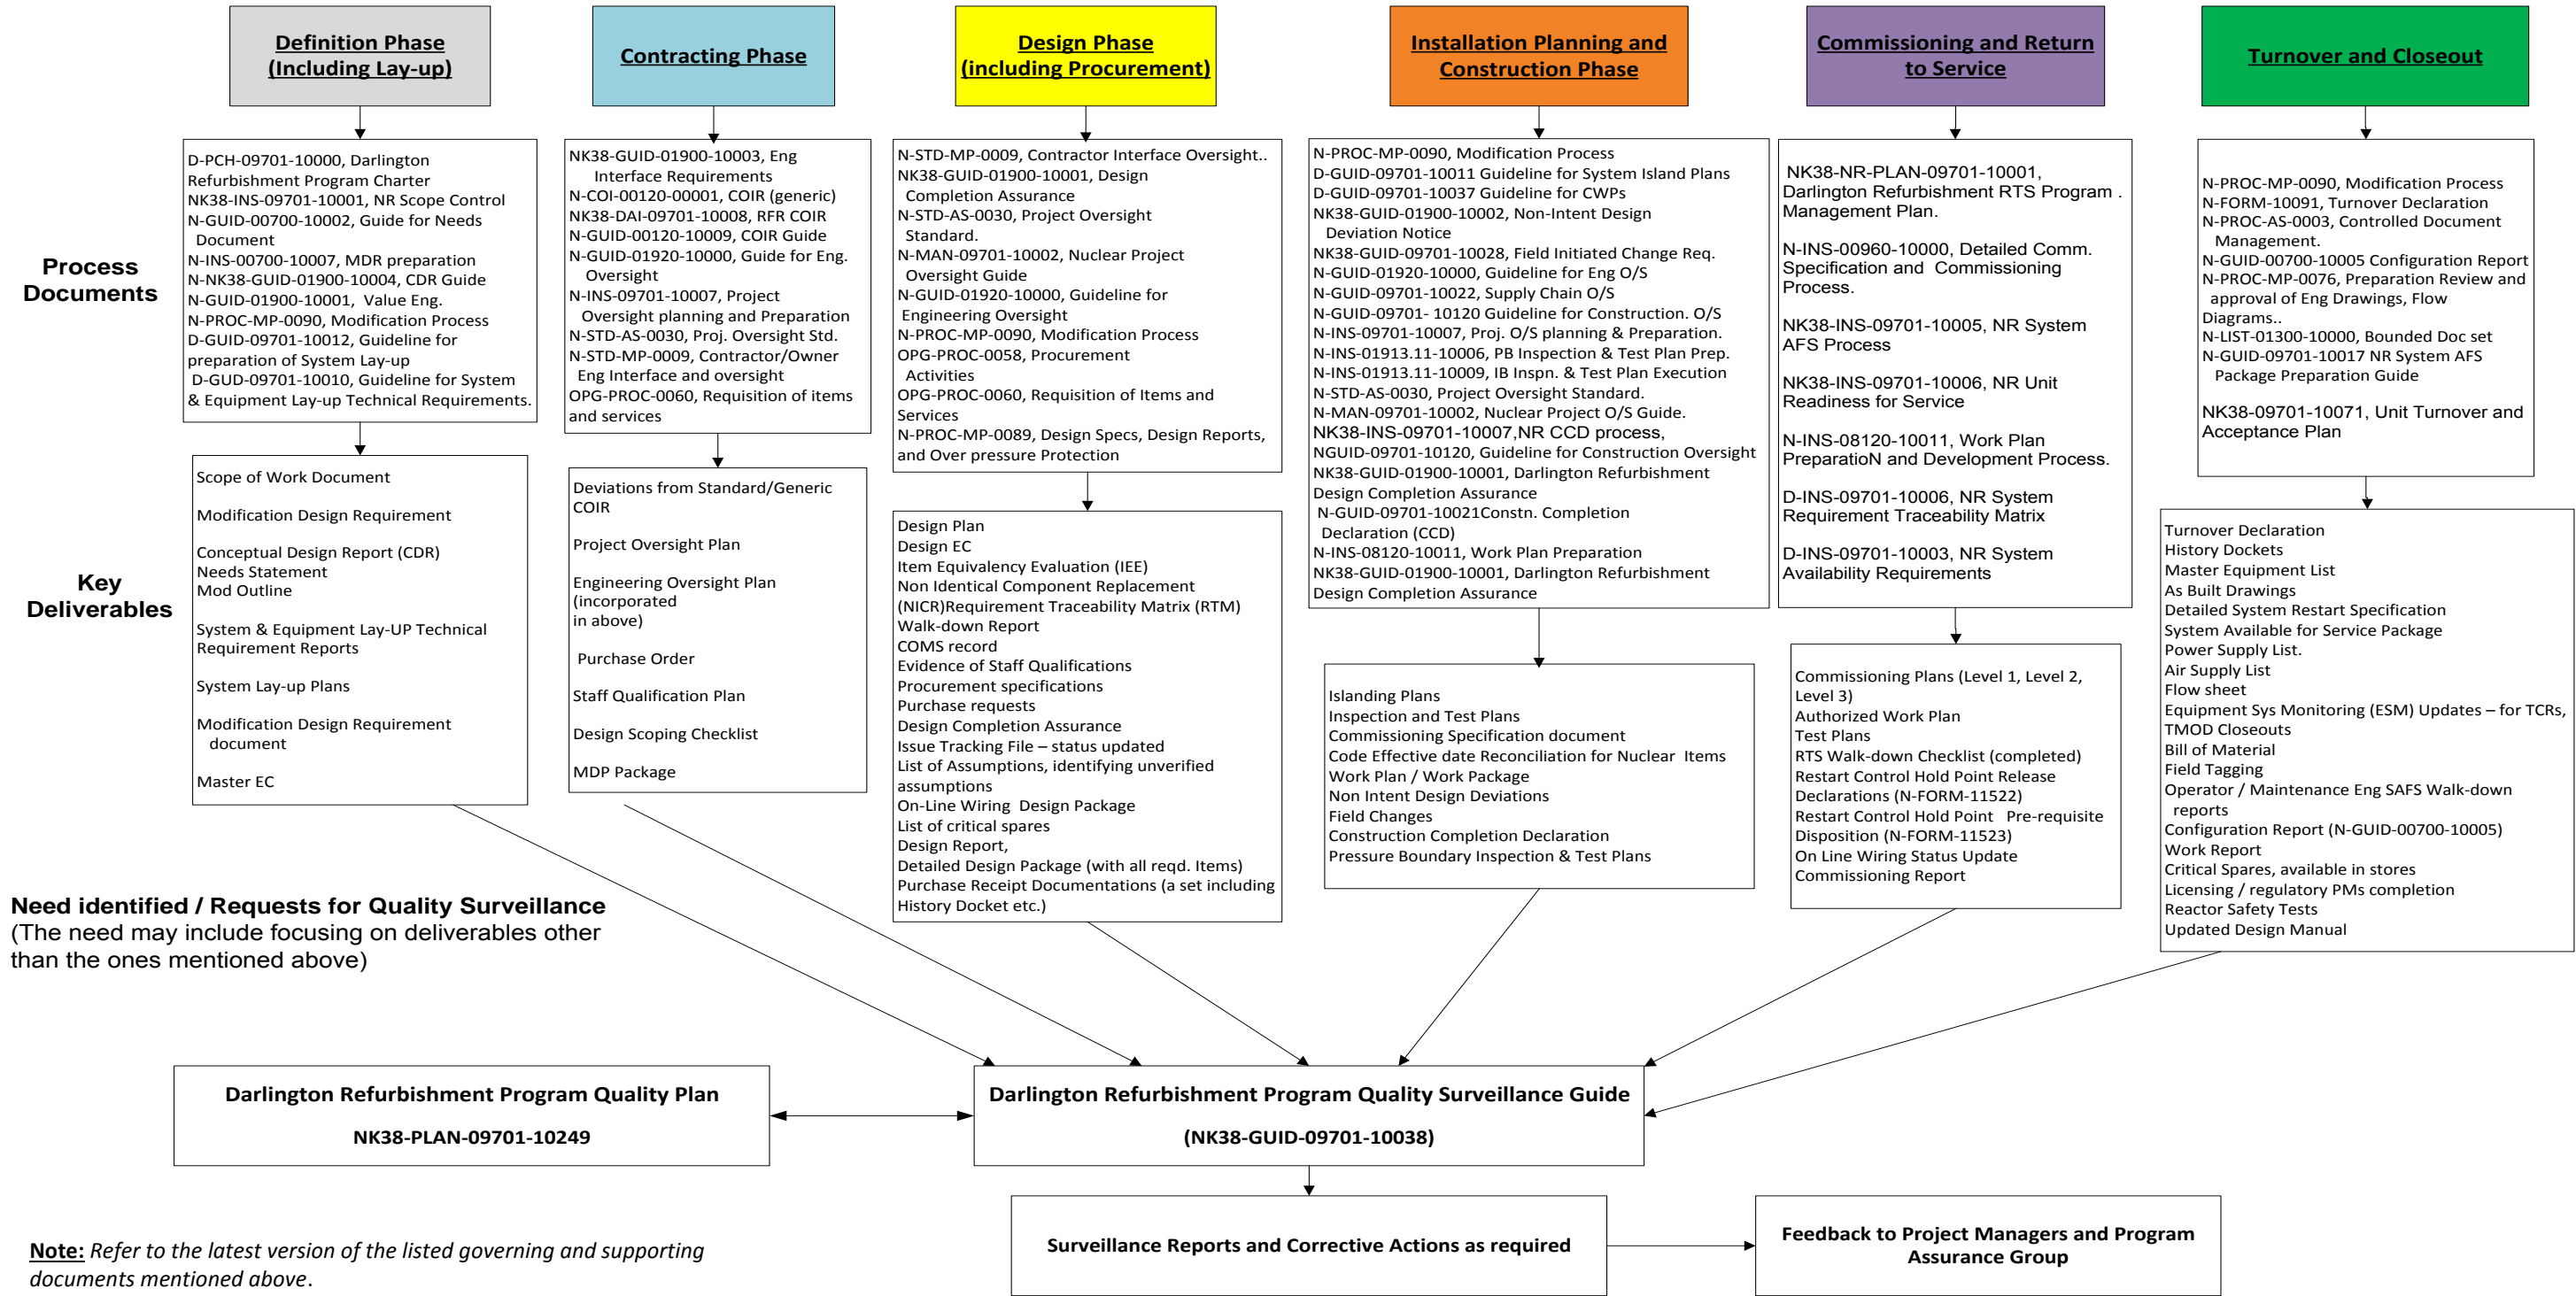 Definition Phase
(Including Lay-up)
Contracting Phase
Design Phase
(including Procurement)
Installation Planning and
Construction Phase
Commissioning and Return
to Service
Turnover and Closeout
Process
Documents
D-PCH-09701-10000, Darlington
Refurbishment Program Charter
NK38-INS-09701-10001, NR Scope Control
N-GUID-00700-10002, Guide for Needs
Document
N-INS-00700-10007, MDR preparation
N-NK38-GUID-01900-10004, CDR Guide
N-GUID-01900-10001,  Value Eng.
N-PROC-MP-0090, Modification Process
D-GUID-09701-10012, Guideline for
preparation of System Lay-up
D-GUD-09701-10010, Guideline for System
& Equipment Lay-up Technical Requirements.
NK38-GUID-01900-10003, Eng
Interface Requirements
N-COI-00120-00001, COIR (generic)
NK38-DAI-09701-10008, RFR COIR
N-GUID-00120-10009, COIR Guide
N-GUID-01920-10000, Guide for Eng.
Oversight
N-INS-09701-10007, Project
Oversight planning and Preparation
N-STD-AS-0030, Proj. Oversight Std.
N-STD-MP-0009, Contractor/Owner
Eng Interface and oversight
OPG-PROC-0060, Requisition of items
and services
N-STD-MP-0009, Contractor Interface Oversight..
NK38-GUID-01900-10001, Design
Completion Assurance
N-STD-AS-0030, Project Oversight
Standard.
N-MAN-09701-10002, Nuclear Project
Oversight Guide
N-GUID-01920-10000, Guideline for
Engineering Oversight
N-PROC-MP-0090, Modification Process
OPG-PROC-0058, Procurement
Activities
OPG-PROC-0060, Requisition of Items and
Services
N-PROC-MP-0089, Design Specs, Design Reports,
and Over pressure Protection
N-PROC-MP-0090, Modification Process
D-GUID-09701-10011 Guideline for System Island Plans
D-GUID-09701-10037 Guideline for CWPs
NK38-GUID-01900-10002, Non-Intent Design
Deviation Notice
NK38-GUID-09701-10028, Field Initiated Change Req.
N-GUID-01920-10000, Guideline for Eng O/S
N-GUID-09701-10022, Supply Chain O/S
N-GUID-09701- 10120 Guideline for Construction. O/S
N-INS-09701-10007, Proj. O/S planning & Preparation.
N-INS-01913.11-10006, PB Inspection & Test Plan Prep.
N-INS-01913.11-10009, IB Inspn. & Test Plan Execution
N-STD-AS-0030, Project Oversight Standard.
N-MAN-09701-10002, Nuclear Project O/S Guide.
NK38-INS-09701-10007,NR CCD process,
NGUID-09701-10120, Guideline for Construction Oversight
NK38-GUID-01900-10001, Darlington Refurbishment
Design Completion Assurance
N-GUID-09701-10021Constn. Completion
Declaration (CCD)
N-INS-08120-10011, Work Plan Preparation
NK38-GUID-01900-10001, Darlington Refurbishment
Design Completion Assurance
NK38-NR-PLAN-09701-10001,
Darlington Refurbishment RTS Program .
Management Plan.
N-INS-00960-10000, Detailed Comm.
Specification and  Commissioning
Process.
NK38-INS-09701-10005, NR System
AFS Process
NK38-INS-09701-10006, NR Unit
Readiness for Service
N-INS-08120-10011, Work Plan
PreparatioN and Development Process.
D-INS-09701-10006, NR System
Requirement Traceability Matrix
D-INS-09701-10003, NR System
Availability Requirements
N-PROC-MP-0090, Modification Process
N-FORM-10091, Turnover Declaration
N-PROC-AS-0003, Controlled Document
Management.
N-GUID-00700-10005 Configuration Report
N-PROC-MP-0076, Preparation Review and
approval of Eng Drawings, Flow
Diagrams..
N-LIST-01300-10000, Bounded Doc set
N-GUID-09701-10017 NR System AFS
Package Preparation Guide
NK38-09701-10071, Unit Turnover and
Acceptance Plan
Key
Deliverables
Scope of Work Document
Modification Design Requirement
Conceptual Design Report (CDR)
Needs Statement
Mod Outline
System & Equipment Lay-UP Technical
Requirement Reports
System Lay-up Plans
Modification Design Requirement
document
Master EC
Deviations from Standard/Generic
COIR
Project Oversight Plan
Engineering Oversight Plan
(incorporated
in above)
Purchase Order
Staff Qualification Plan
Design Scoping Checklist
MDP Package
Design Plan
Design EC
Item Equivalency Evaluation (IEE)
Non Identical Component Replacement
(NICR)Requirement Traceability Matrix (RTM)
Walk-down Report
COMS record
Evidence of Staff Qualifications
Procurement specifications
Purchase requests
Design Completion Assurance
Issue Tracking File – status updated
List of Assumptions, identifying unverified
assumptions
On-Line Wiring  Design Package
List of critical spares
Design Report,
Detailed Design Package (with all reqd. Items)
Purchase Receipt Documentations (a set including
History Docket etc.)
Islanding Plans
Inspection and Test Plans
Commissioning Specification document
Code Effective date Reconciliation for Nuclear  Items
Work Plan / Work Package
Non Intent Design Deviations
Field Changes
Construction Completion Declaration
Pressure Boundary Inspection & Test Plans
Commissioning Plans (Level 1, Level 2,
Level 3)
Authorized Work Plan
Test Plans
RTS Walk-down Checklist (completed)
Restart Control Hold Point Release
Declarations (N-FORM-11522)
Restart Control Hold Point   Pre-requisite
Disposition (N-FORM-11523)
On Line Wiring Status Update
Commissioning Report
Turnover Declaration
History Dockets
Master Equipment List
As Built Drawings
Detailed System Restart Specification
System Available for Service Package
Power Supply List.
Air Supply List
Flow sheet
Equipment Sys Monitoring (ESM) Updates – for TCRs,
TMOD Closeouts
Bill of Material
Field Tagging
Operator / Maintenance Eng SAFS Walk-down
reports
Configuration Report (N-GUID-00700-10005)
Work Report
Critical Spares, available in stores
Licensing / regulatory PMs completion
Reactor Safety Tests
Updated Design Manual
Need identified / Requests for Quality Surveillance
(The need may include focusing on deliverables other
than the ones mentioned above)
Darlington Refurbishment Program Quality Plan
NK38-PLAN-09701-10249
Darlington Refurbishment Program Quality Surveillance Guide
(NK38-GUID-09701-10038)
Surveillance Reports and Corrective Actions as required
Feedback to Project Managers and Program
Assurance Group
Note: Refer to the latest version of the listed governing and supporting
documents mentioned above.